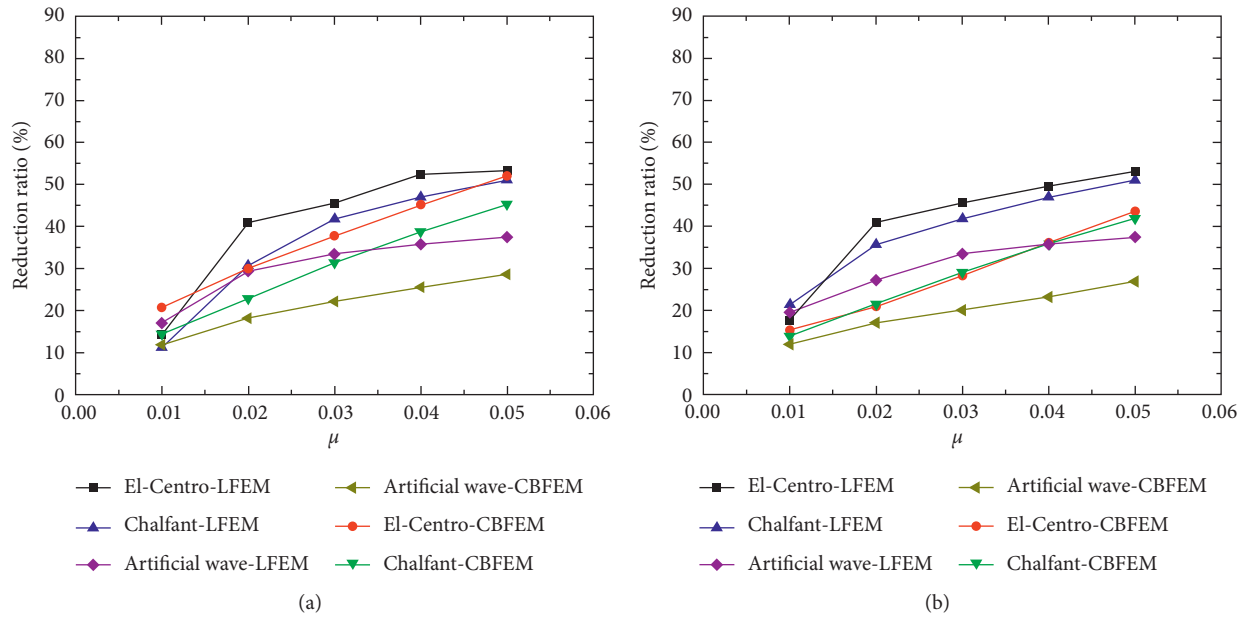 90
80
70
60
50
40
30
20
10
0
Reduction ratio (%)
0.00 0.01 0.02 0.03 0.04 0.05 0.06
μ
El-Centro-LFEM
Chalfant-LFEM
Artificial wave-LFEM
Artificial wave-CBFEM
El-Centro-CBFEM
Chalfant-CBFEM
(a)
90
80
70
60
50
40
30
20
10
0
Reduction ratio (%)
0.00 0.01 0.02 0.03 0.04 0.05 0.06
μ
El-Centro-LFEM
Chalfant-LFEM
Artificial wave-LFEM
Artificial wave-CBFEM
El-Centro-CBFEM
Chalfant-CBFEM
(b)